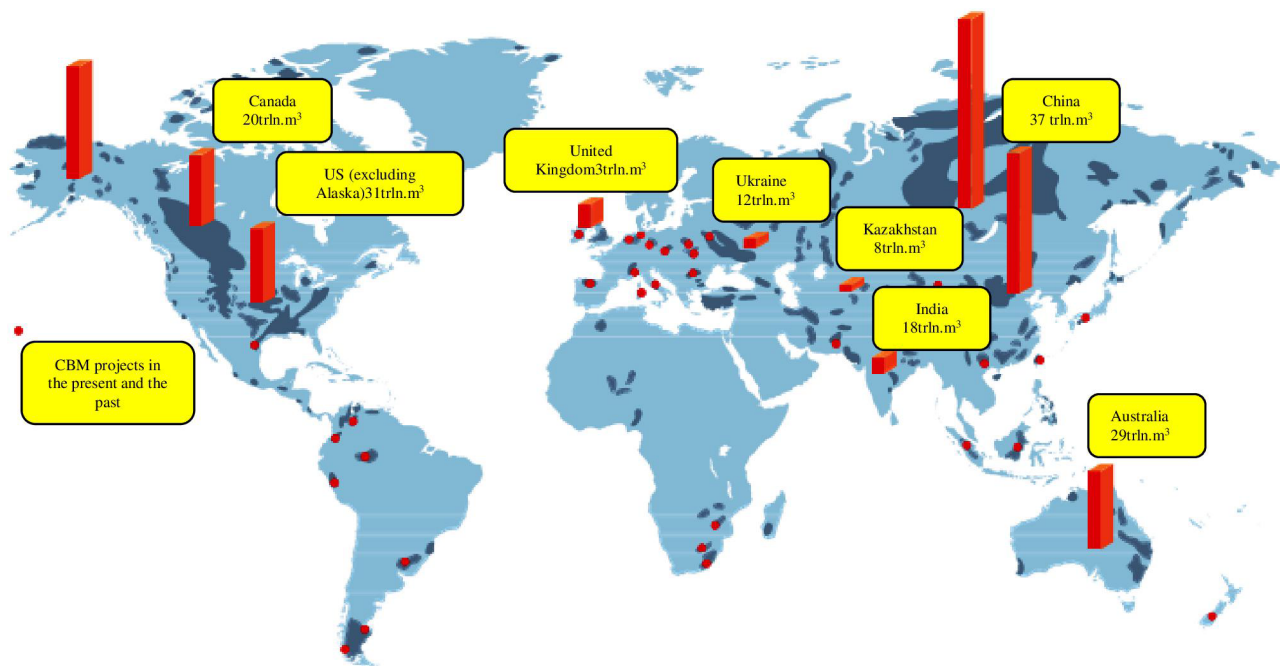 Canada
20trln.m³
US (excluding
Alaska)31trln.m³
United
Kingdom3trln.m³
Ukraine
12trln.m³
China
37 trln.m³
Kazakhstan
8trln.m³
India
18trln.m³
CBM projects in
the present and the
past
Australia
29trln.m³